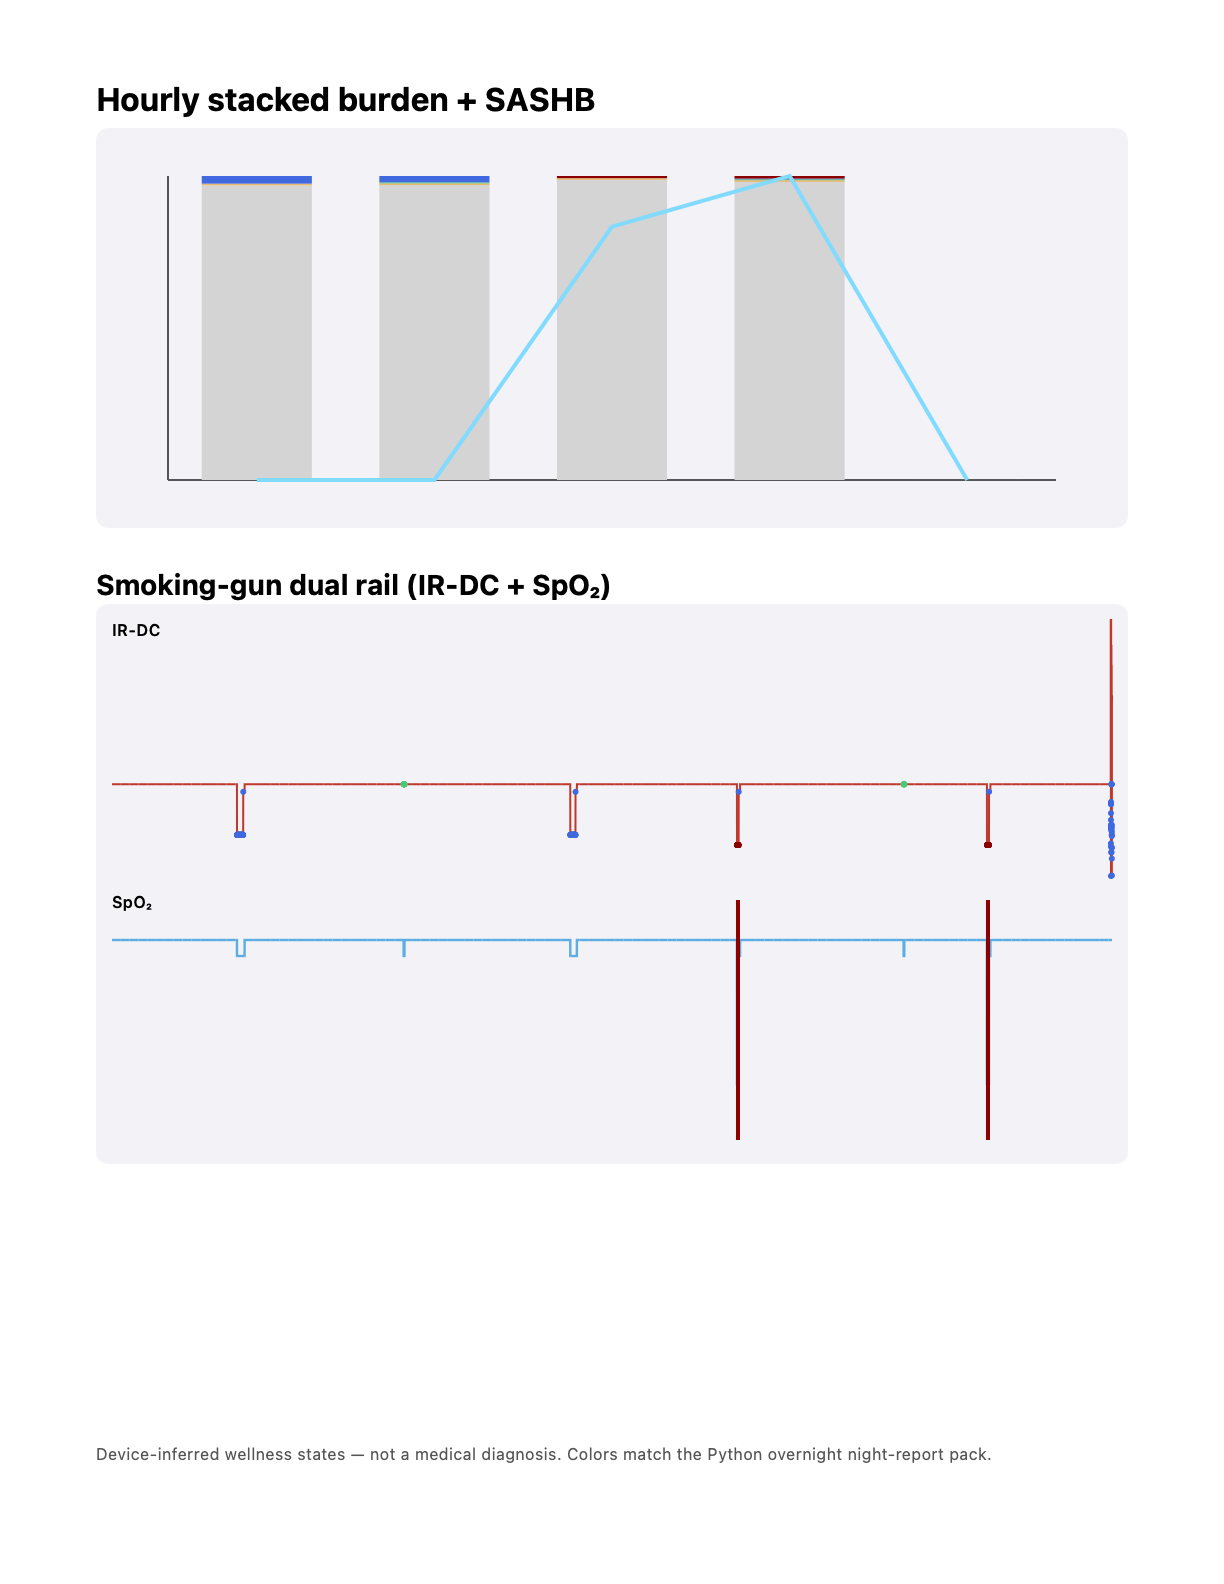 Hourly stacked burden + SASHB
Smoking-gun dual rail (IR-DC + SpO₂)
IR-DC
SpO₂
Device-inferred wellness states — not a medical diagnosis. Colors match the Python overnight night-report pack.